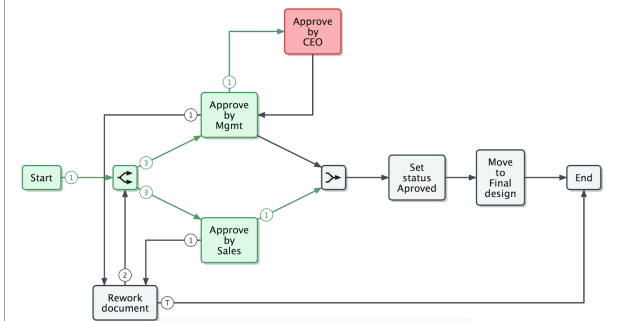 Approve
by
CEO
1
Approve
by
Mgmt
1
3
Start
1
Set
status
Aproved
Move
to
Final
design
End
3
1
Approve
by
Sales
1
2
Rework
document
T